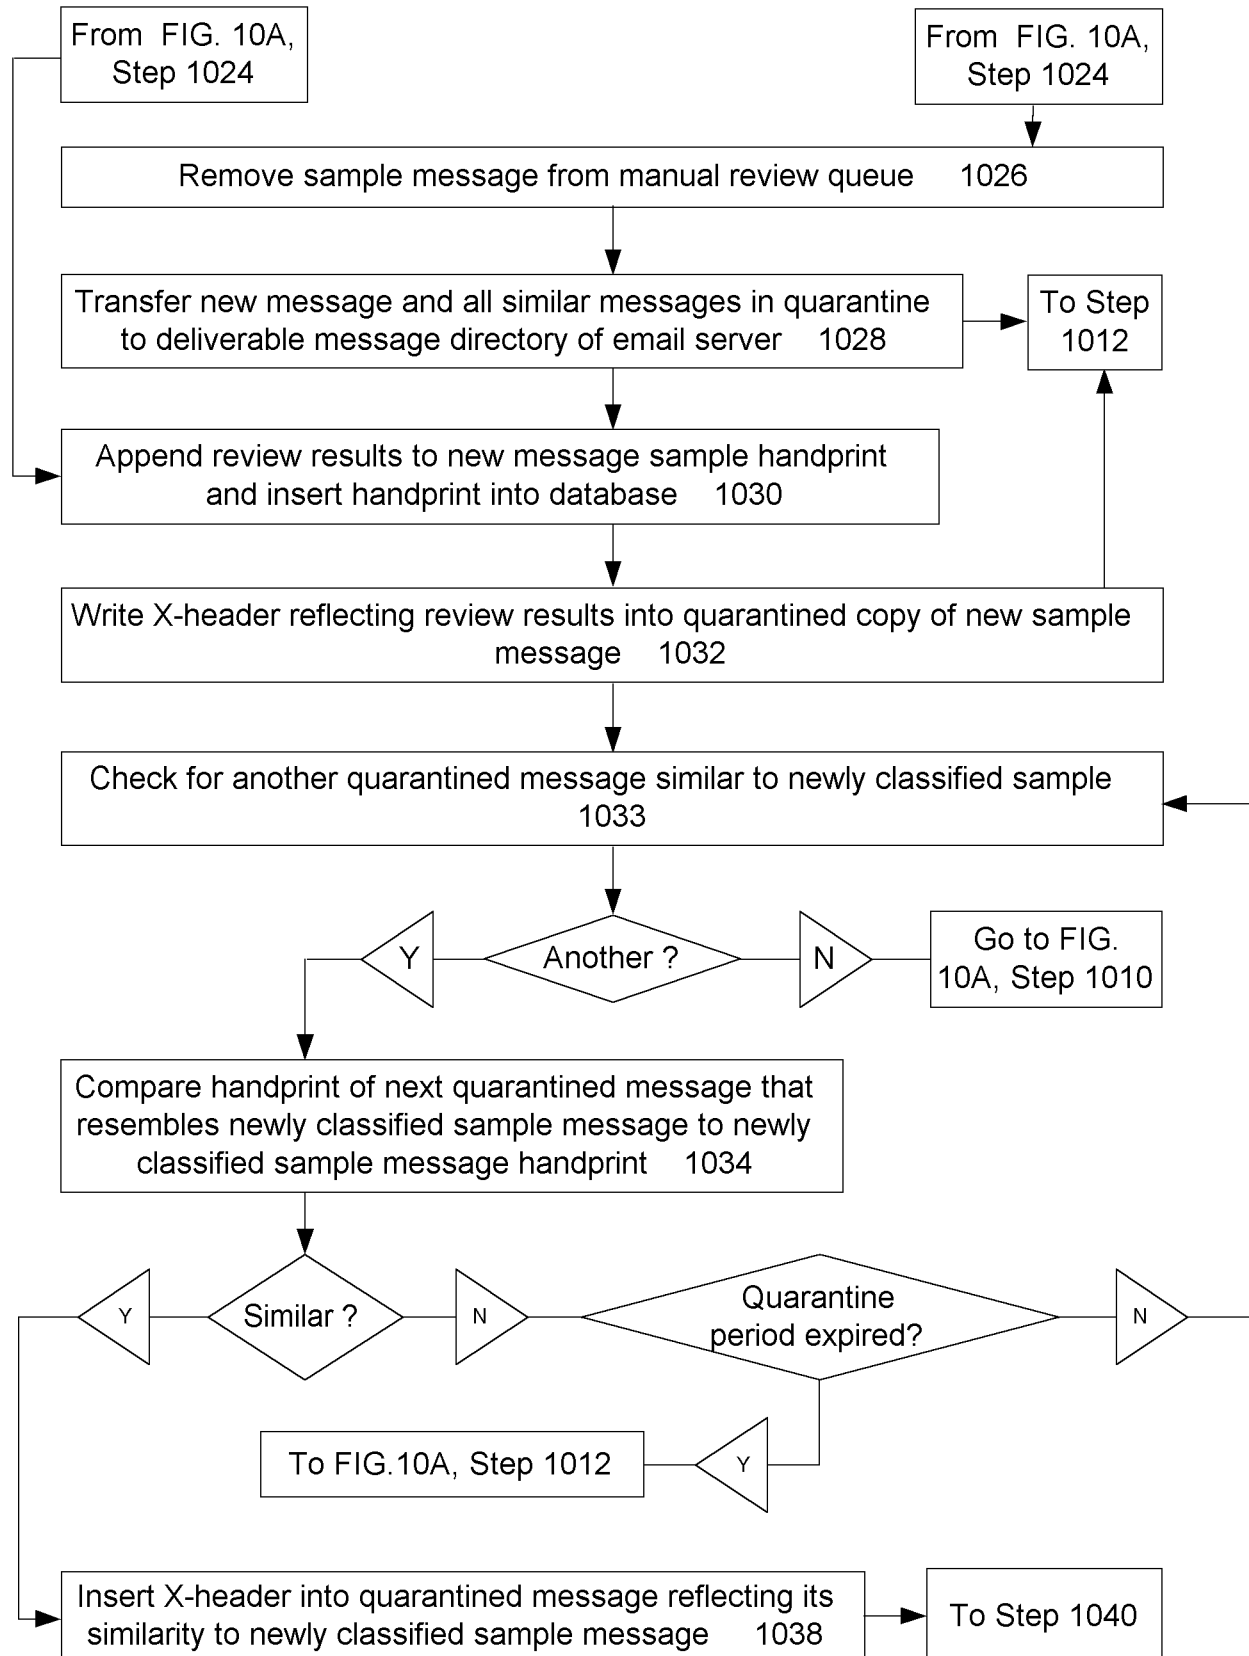 From FIG. 10A,
Step 1024
From FIG. 10A,
Step 1024
Remove sample message from manual review queue 1026
Transfer new message and all similar messages in quarantine
to deliverable message directory of email server 1028
To Step
1012
Append review results to new message sample handprint
and insert handprint into database 1030
Write X-header reflecting review results into quarantined copy of new sample
message 1032
Check for another quarantined message similar to newly classified sample
1033
Y
Another ?
N
Go to FIG.
10A, Step 1010
Compare handprint of next quarantined message that
resembles newly classified sample message to newly
classified sample message handprint 1034
Y
Similar ?
N
Quarantine
period expired?
N
To FIG.10A, Step 1012
Y
Insert X-header into quarantined message reflecting its
similarity to newly classified sample message 1038
To Step 1040